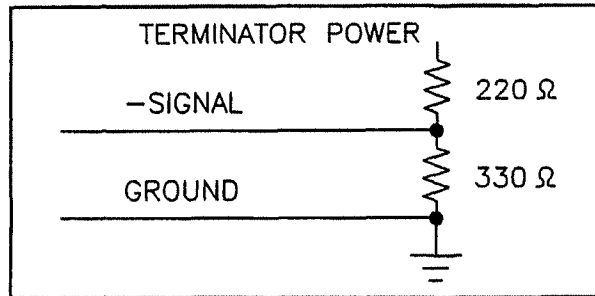 TERMINATOR POWER
220 Ω
-SIGNAL
330 Ω
GROUND